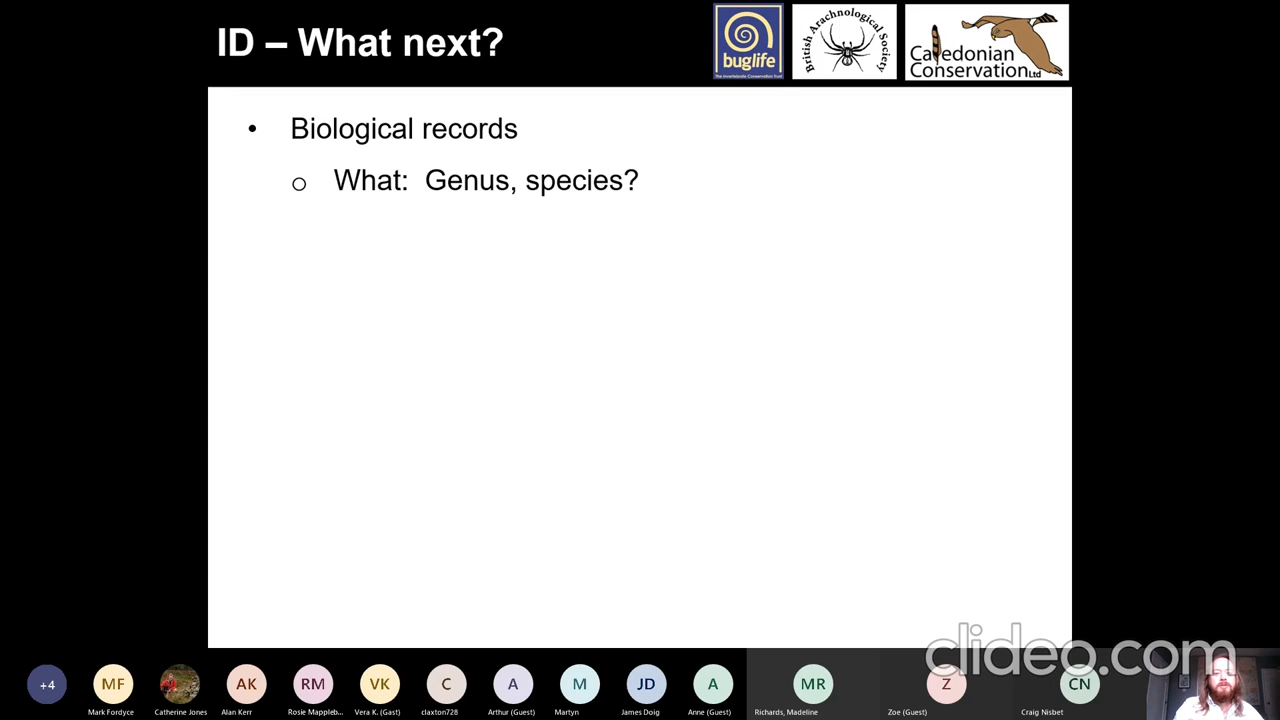 ID – What next?
buglife
The Invertebrate Conservation Trust
British Arachnological Society
Caledonian
Conservation Ltd
• Biological records
o What: Genus, species?
clideo.com
+4
MF
AK
RM
VK
C
A
M
JD
A
MR
Z
CN
Mark Fordyce
Catherine Jones
Alan Kerr
Rosie Mappleb...
Vera K. (Gast)
claxton728
Arthur (Guest)
Martyn
James Doig
Anne (Guest)
Richards, Madeline
Zoe (Guest)
Craig Nisbet